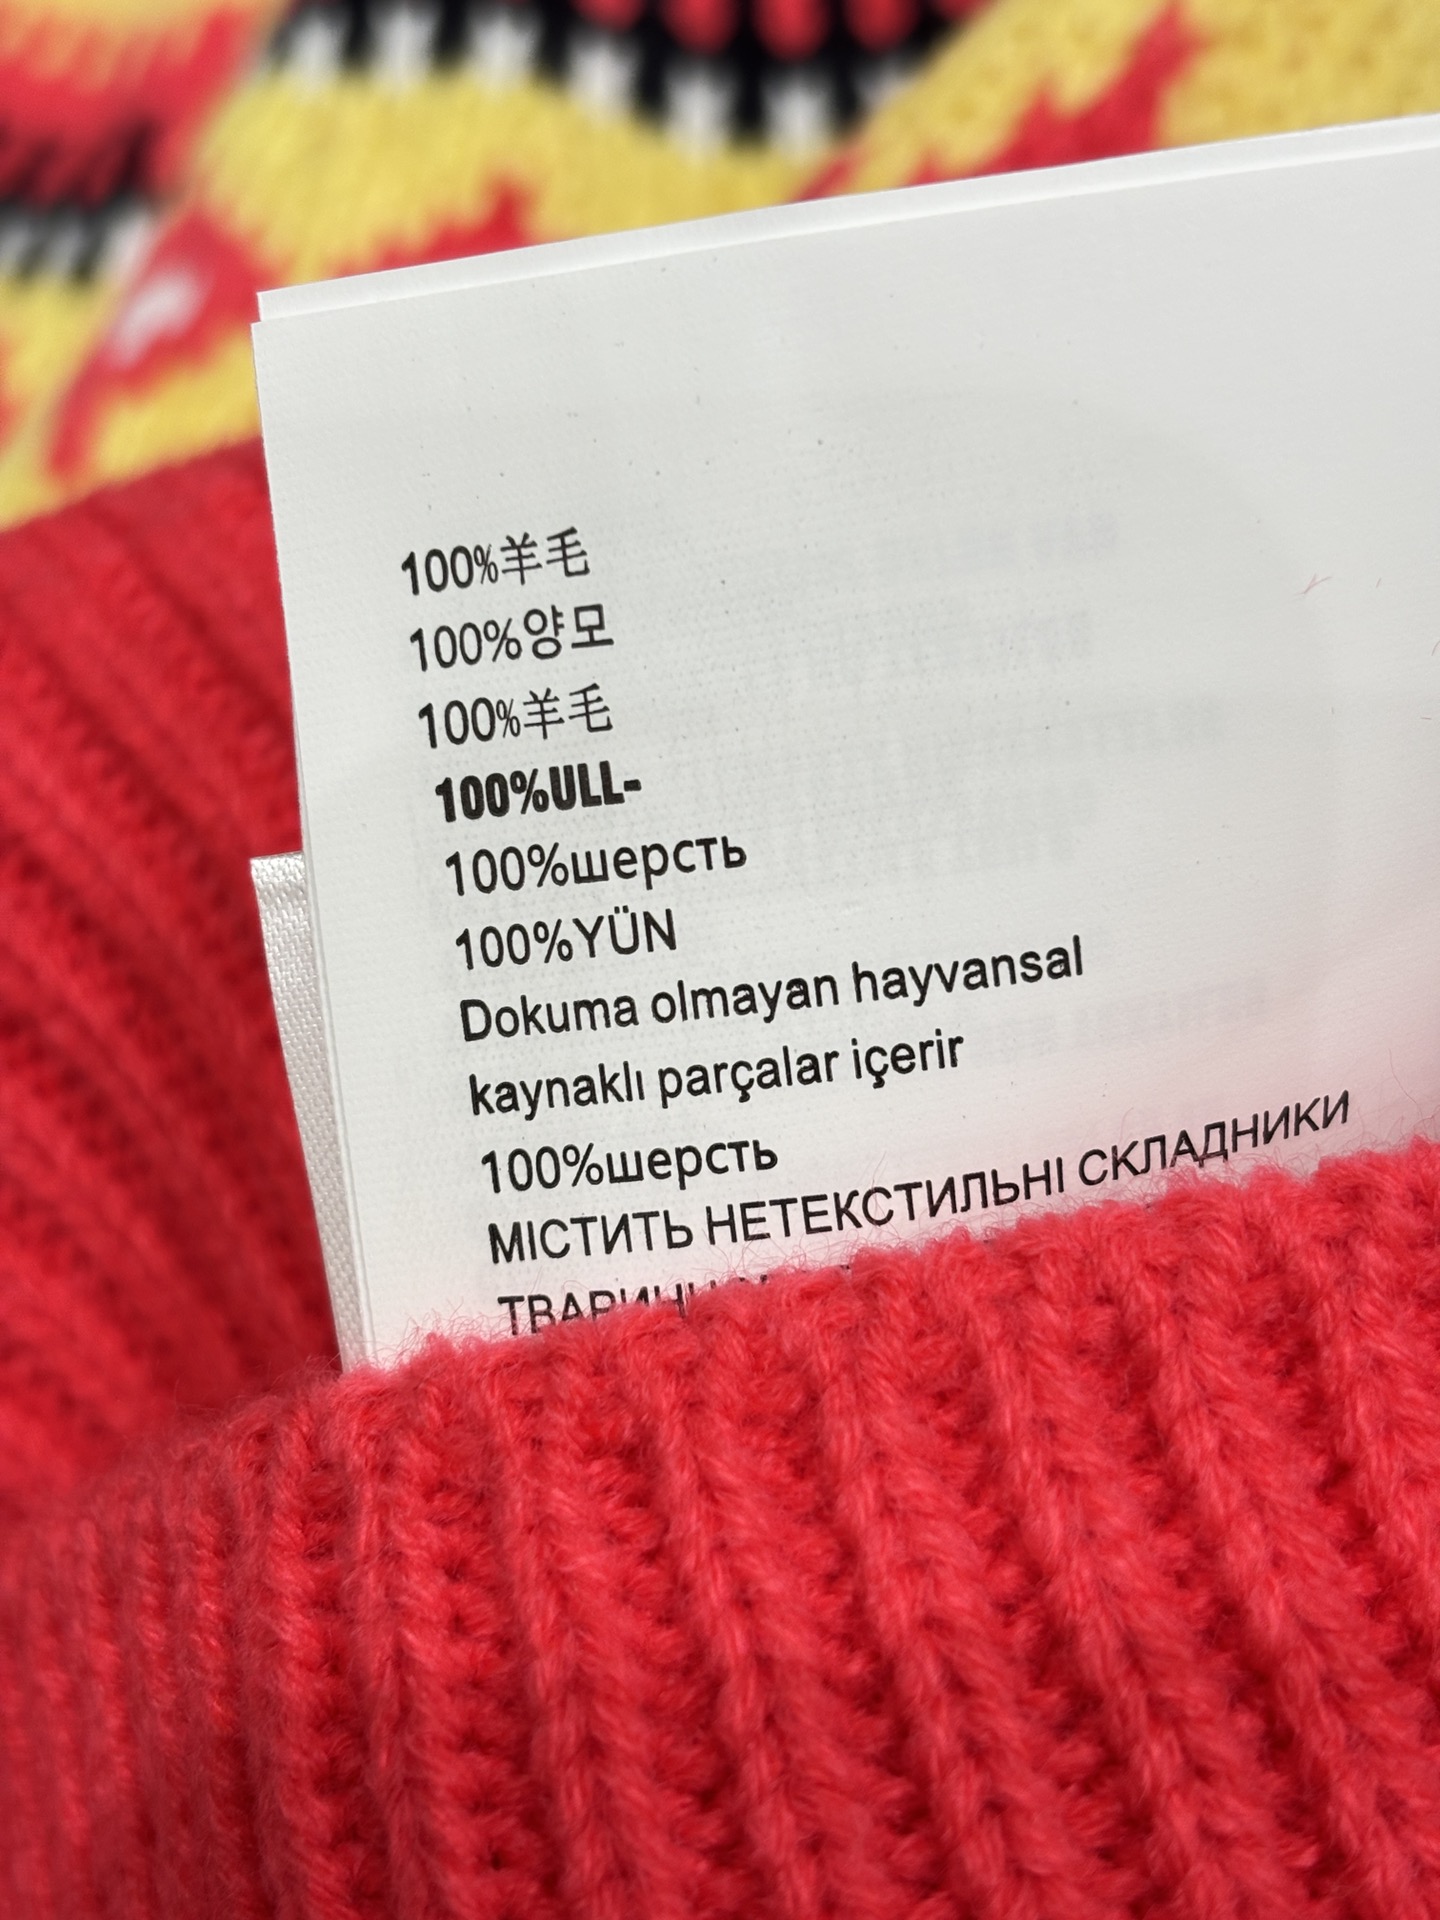 100%羊毛
100%양모
100%羊毛
100%ULL-
100%шерсть
100%YÜN
Dokuma olmayan hayvansal
kaynaklı parçalar içerir
100%шерсть
МІСТИТЬ НЕТЕКСТИЛЬНІ СКЛАДНИКИ